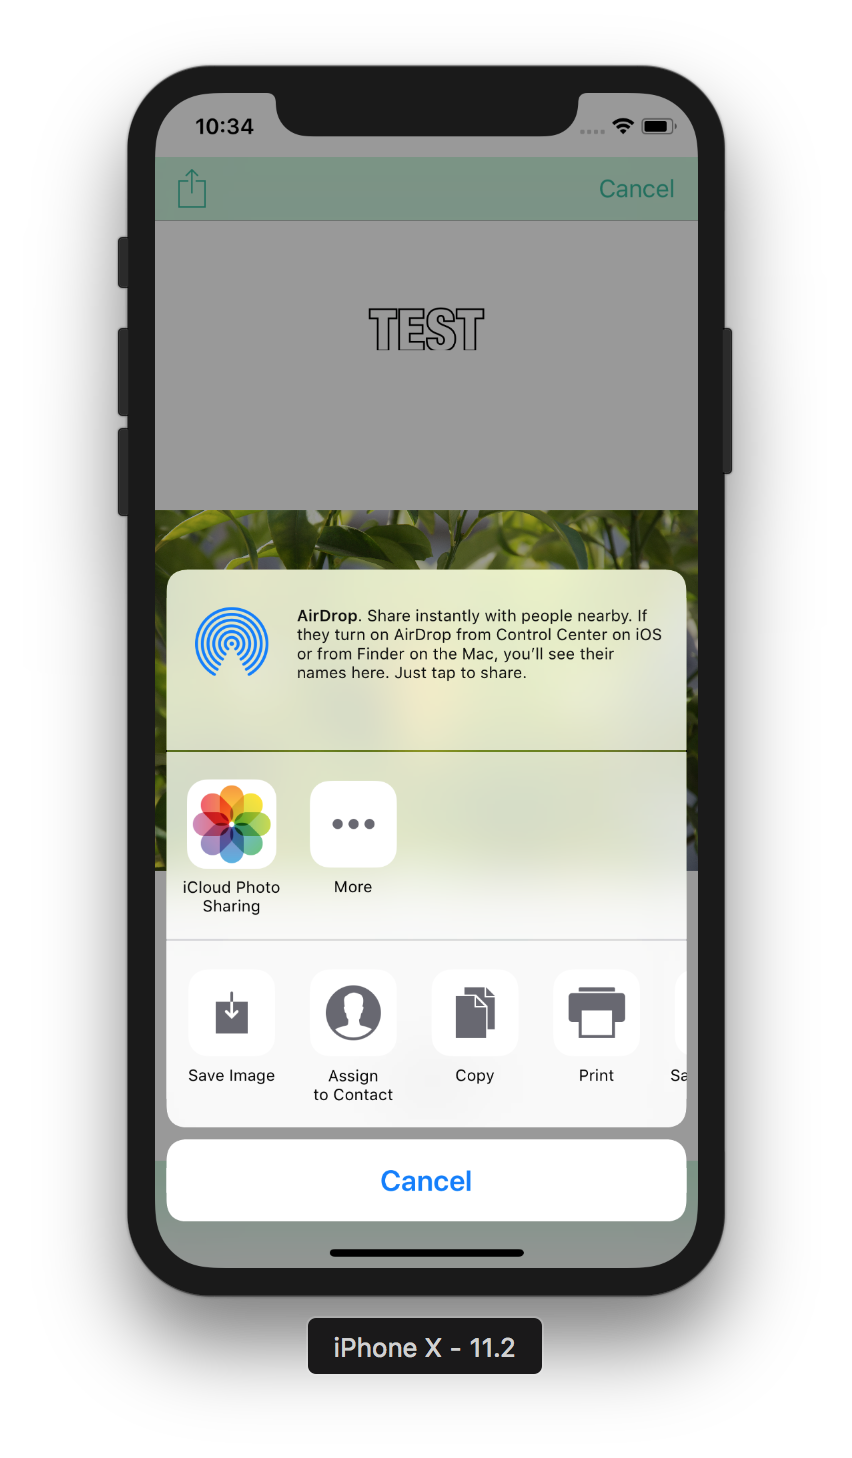 10:34
Cancel
TEST
AirDrop. Share instantly with people nearby. If
they turn on AirDrop from Control Center on iOS
or from Finder on the Mac, you’ll see their
names here. Just tap to share.
iCloud Photo
Sharing
More
Save Image
Assign
to Contact
Copy
Print
Sa
Cancel
iPhone X - 11.2